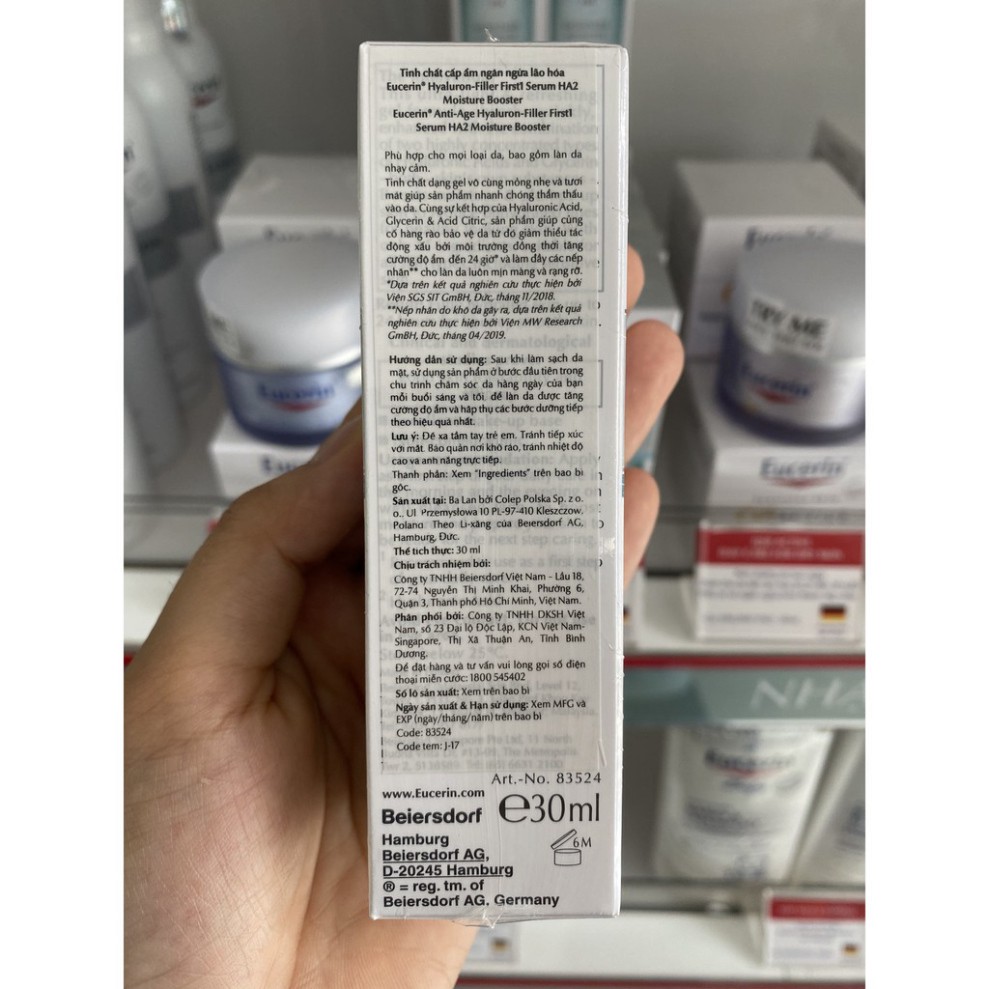 Tinh chất cấp ẩm ngăn ngừa lão hóa
Eucerin® Hyaluron-Filler First1 Serum HA2
Moisture Booster
Eucerin® Anti-Age Hyaluron-Filler First1
Serum HA2 Moisture Booster
Phù hợp cho mọi loại da, bao gồm làn da
nhạy cảm.
Tinh chất dạng gel vô cùng mỏng nhẹ và tươi
mát giúp sản phẩm nhanh chóng thẩm thấu
vào da. Cùng sự kết hợp của Hyaluronic Acid,
Glycerin & Acid Citric, sản phẩm giúp củng
cố hàng rào bảo vệ da từ đó giảm thiểu tác
động xấu bởi môi trường đồng thời tăng
cường độ ẩm đến 24 giờ* và làm đầy các nếp
nhăn** cho làn da luôn mịn màng và rạng rỡ.
*Dựa trên kết quả nghiên cứu thực hiện bởi
Viện SGS SIT GmBH, Đức, tháng 11/2018.
**Nếp nhăn do khô da gây ra, dựa trên kết quả
nghiên cứu thực hiện bởi Viện MW Research
GmBH, Đức, tháng 04/2019.
Hướng dẫn sử dụng: Sau khi làm sạch da
mặt, sử dụng sản phẩm ở bước đầu tiên trong
chu trình chăm sóc da hằng ngày của bạn
mỗi buổi sáng và tối, để làn da được tăng
cường độ ẩm và hấp thụ các bước dưỡng tiếp
theo hiệu quả nhất.
Lưu ý: Để xa tầm tay trẻ em. Tránh tiếp xúc
với mắt. Bảo quản nơi khô ráo, tránh nhiệt độ
cao và ánh nắng trực tiếp.
Thành phần: Xem "Ingredients" trên bao bì
gốc.
Sản xuất tại: Ba Lan bởi Colep Polska Sp. z o.
o., Ul Przemysłowa 10 PL-97-410 Kleszczow,
Poland Theo Li-xăng của Beiersdorf AG,
Hamburg, Đức.
Thể tích thực: 30 ml
Chịu trách nhiệm bởi:
Công ty TNHH Beiersdorf Việt Nam - Lầu 18,
72-74 Nguyễn Thị Minh Khai, Phường 6,
Quận 3, Thành phố Hồ Chí Minh, Việt Nam.
Phân phối bởi: Công ty TNHH DKSH Việt
Nam, số 23 Đại lộ Độc Lập, KCN Việt Nam-
Singapore, Thị Xã Thuận An, Tỉnh Bình
Dương.
Để đặt hàng và tư vấn vui lòng gọi số điện
thoại miễn cước: 1800 545402
Số lô sản xuất: Xem trên bao bì
Ngày sản xuất & Hạn sử dụng: Xem MFG và
EXP (ngày/tháng/năm) trên bao bì
Code: 83524
Code tem: J-17
Art.-No. 83524
www.Eucerin.com
Beiersdorf ℮30ml
Hamburg
6M
Beiersdorf AG,
D-20245 Hamburg
® = reg. tm. of
Beiersdorf AG, Germany
Eucerin
TRY ME
Eucerin
Eucerin
NHA
Eucerin